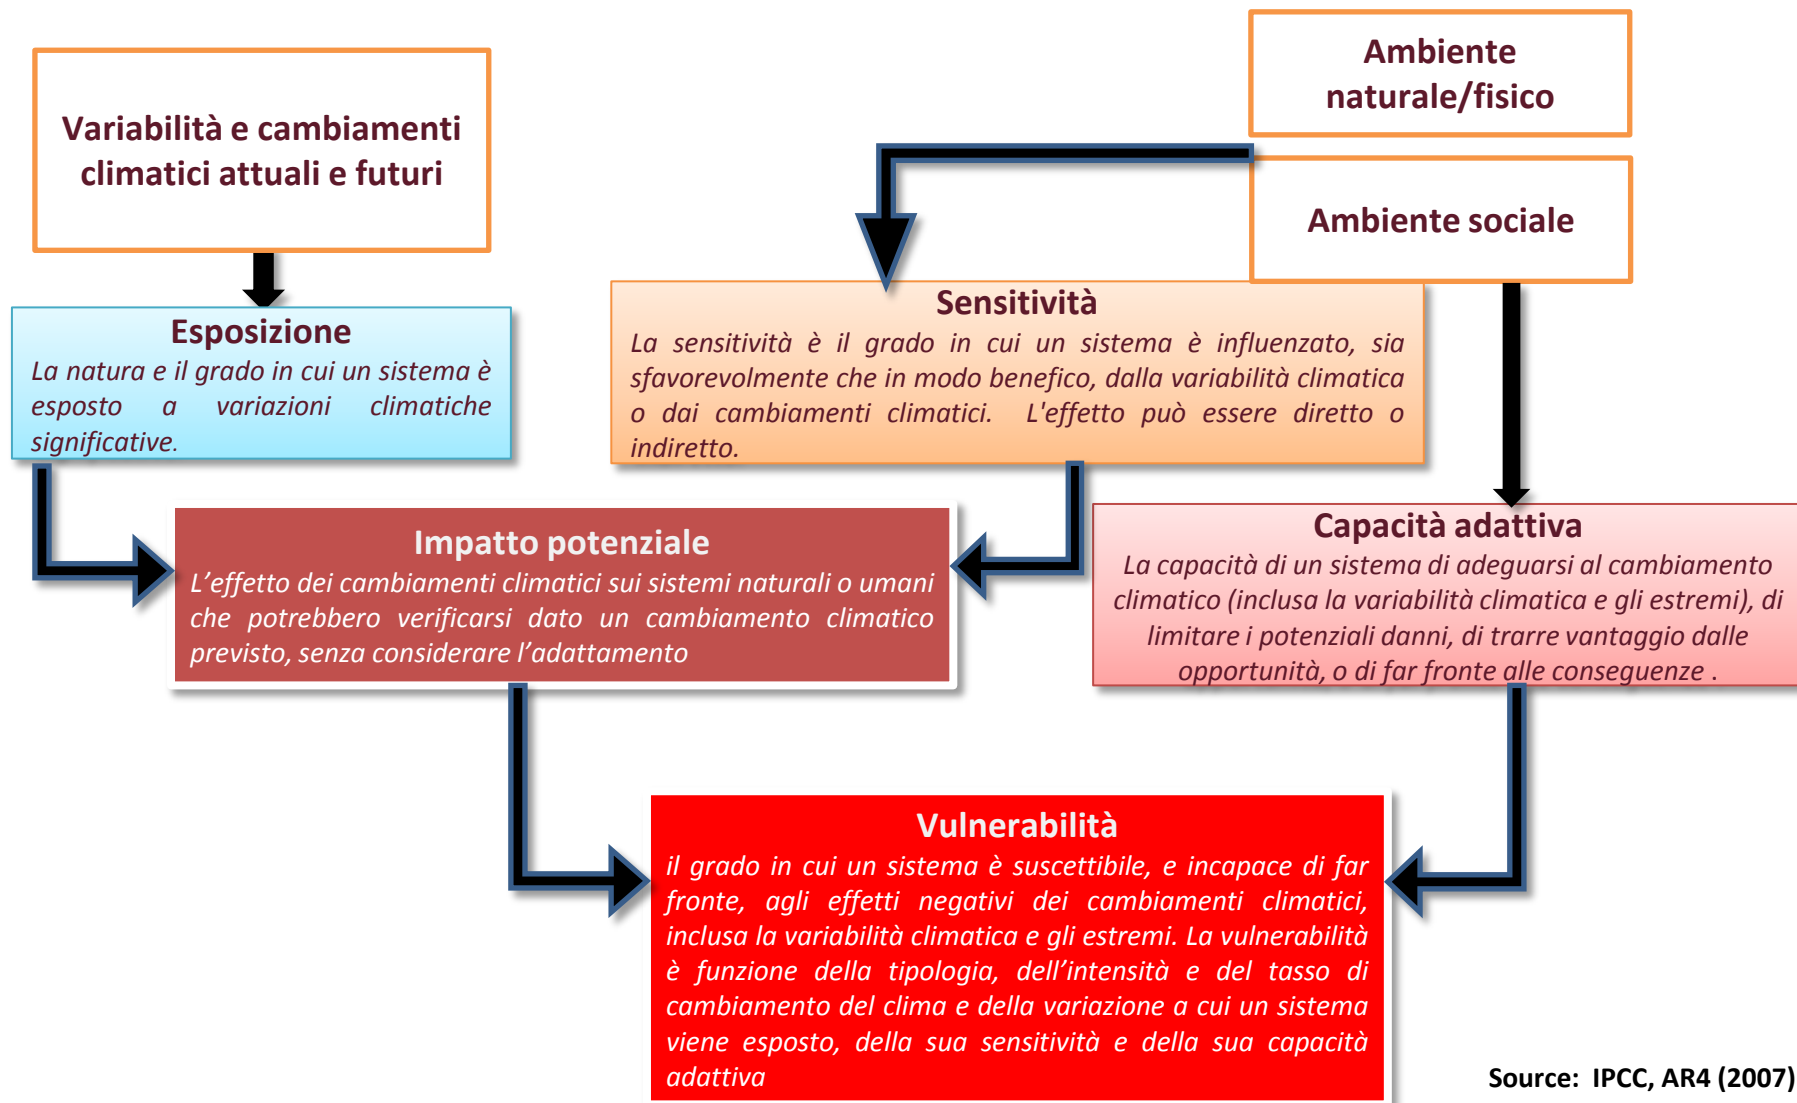 Ambiente
naturale/fisico
Variabilità e cambiamenti
climatici attuali e futuri
Ambiente sociale
Esposizione
La natura e il grado in cui un sistema è
esposto a variazioni climatiche
significative.
Sensitività
La sensitività è il grado in cui un sistema è influenzato, sia
sfavorevolmente che in modo benefico, dalla variabilità climatica
o dai cambiamenti climatici. L'effetto può essere diretto o
indiretto.
Impatto potenziale
L’effetto dei cambiamenti climatici sui sistemi naturali o umani
che potrebbero verificarsi dato un cambiamento climatico
previsto, senza considerare l’adattamento
Capacità adattiva
La capacità di un sistema di adeguarsi al cambiamento
climatico (inclusa la variabilità climatica e gli estremi), di
limitare i potenziali danni, di trarre vantaggio dalle
opportunità, o di far fronte alle conseguenze .
Vulnerabilità
il grado in cui un sistema è suscettibile, e incapace di far
fronte, agli effetti negativi dei cambiamenti climatici,
inclusa la variabilità climatica e gli estremi. La vulnerabilità
è funzione della tipologia, dell’intensità e del tasso di
cambiamento del clima e della variazione a cui un sistema
viene esposto, della sua sensitività e della sua capacità
adattiva
Source: IPCC, AR4 (2007)